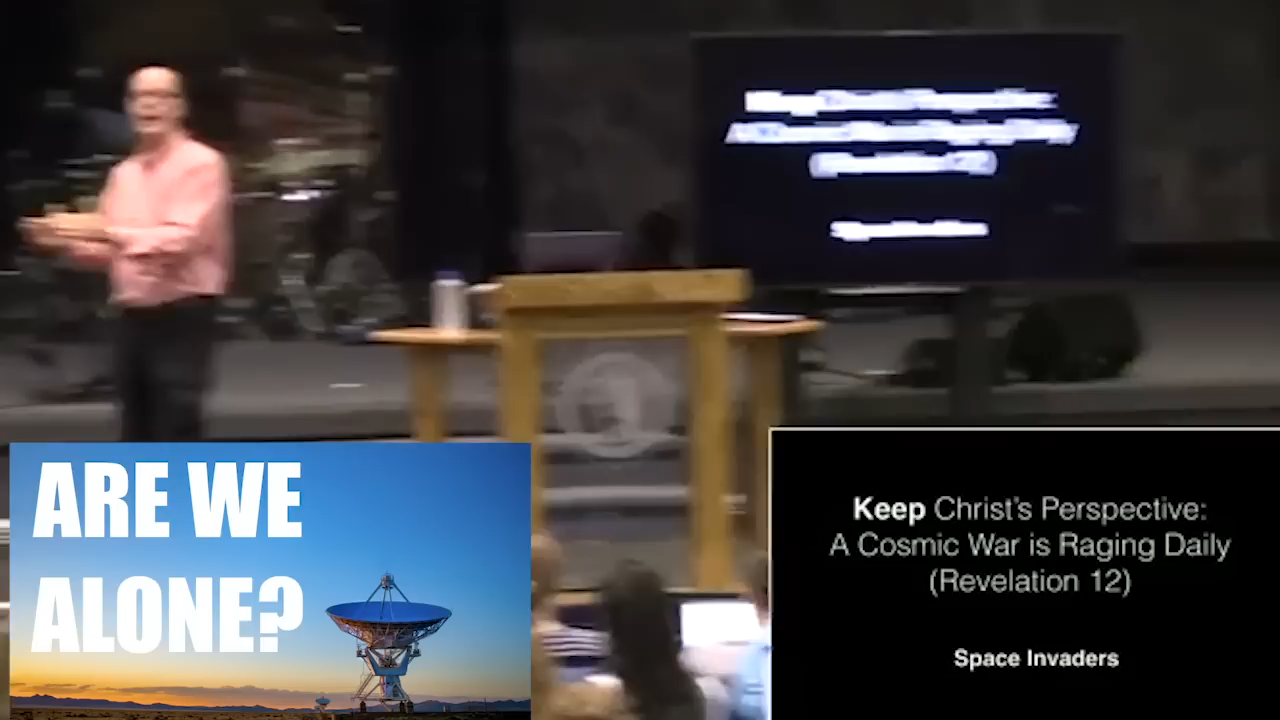 ARE WE
ALONE?
Keep Christ's Perspective:
A Cosmic War is Raging Daily
(Revelation 12)
Space Invaders